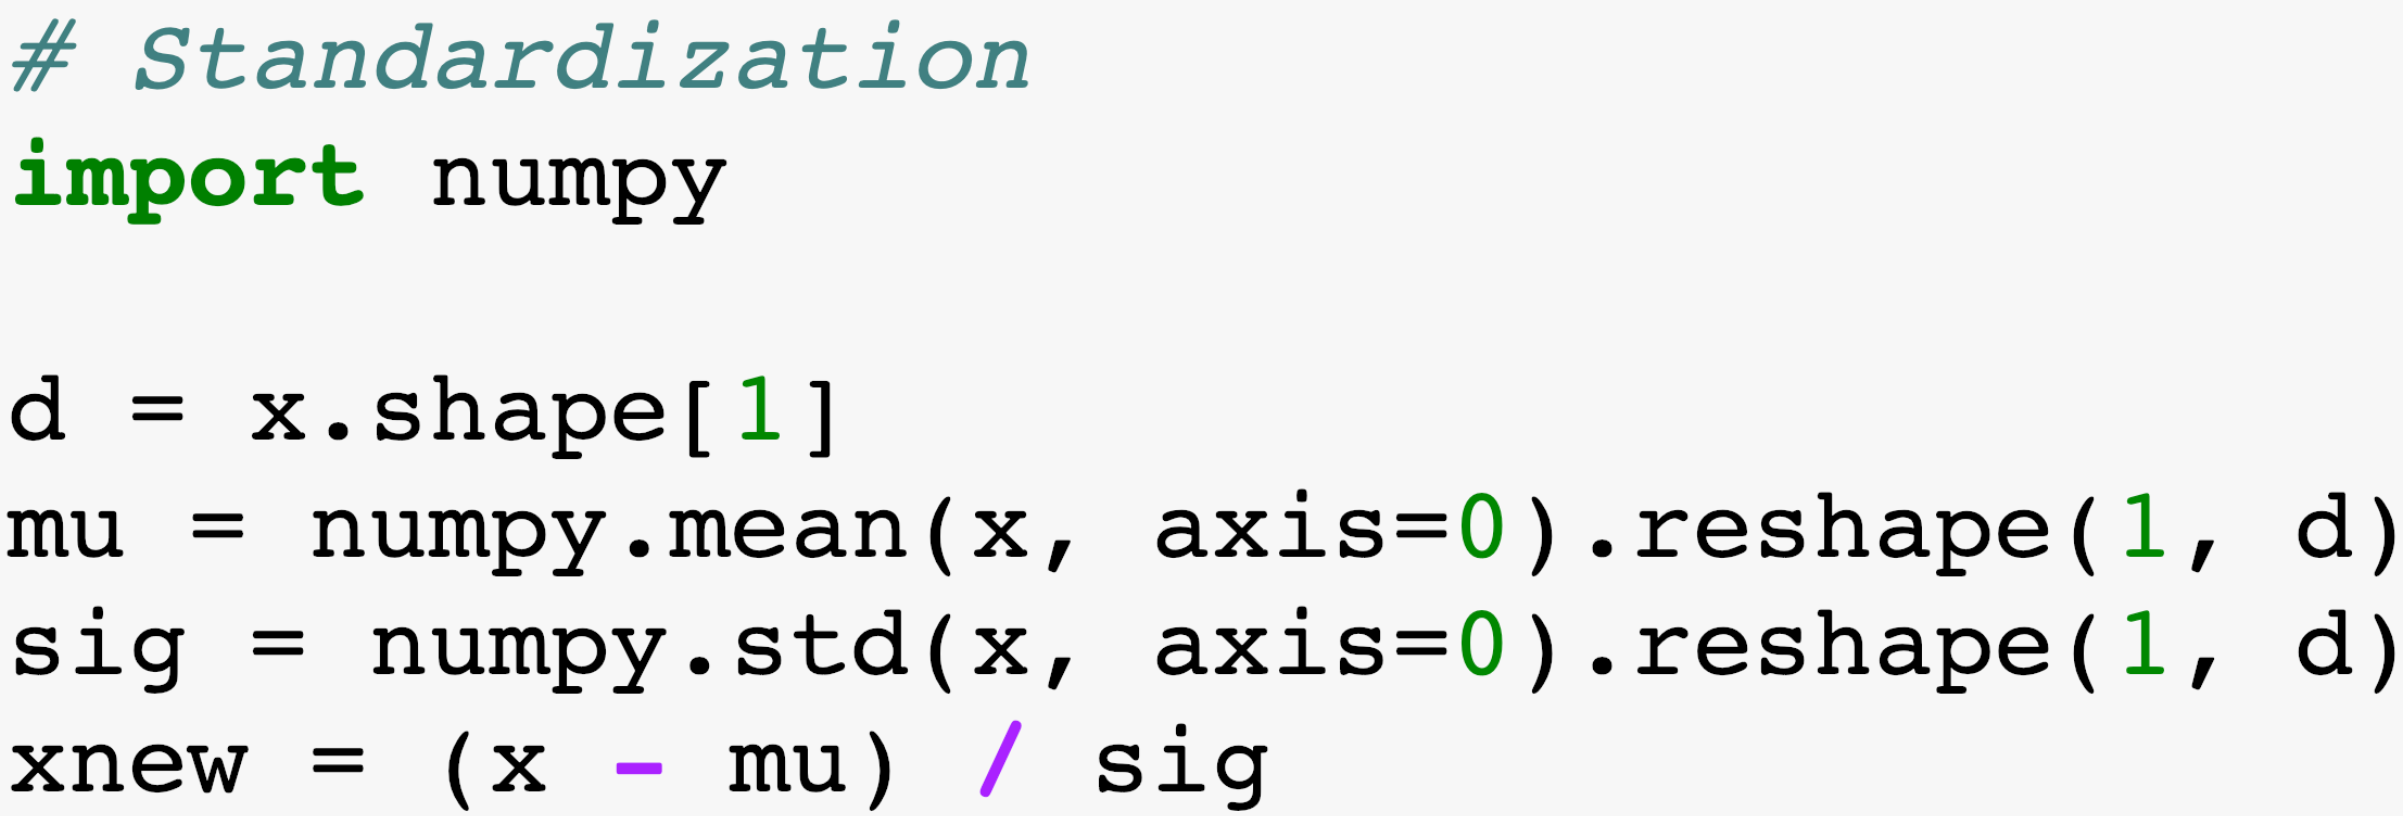 # Standardization
import numpy
d = x.shape[1]
mu = numpy.mean(x, axis=0).reshape(1, d)
sig = numpy.std(x, axis=0).reshape(1, d)
xnew = (x - mu) / sig